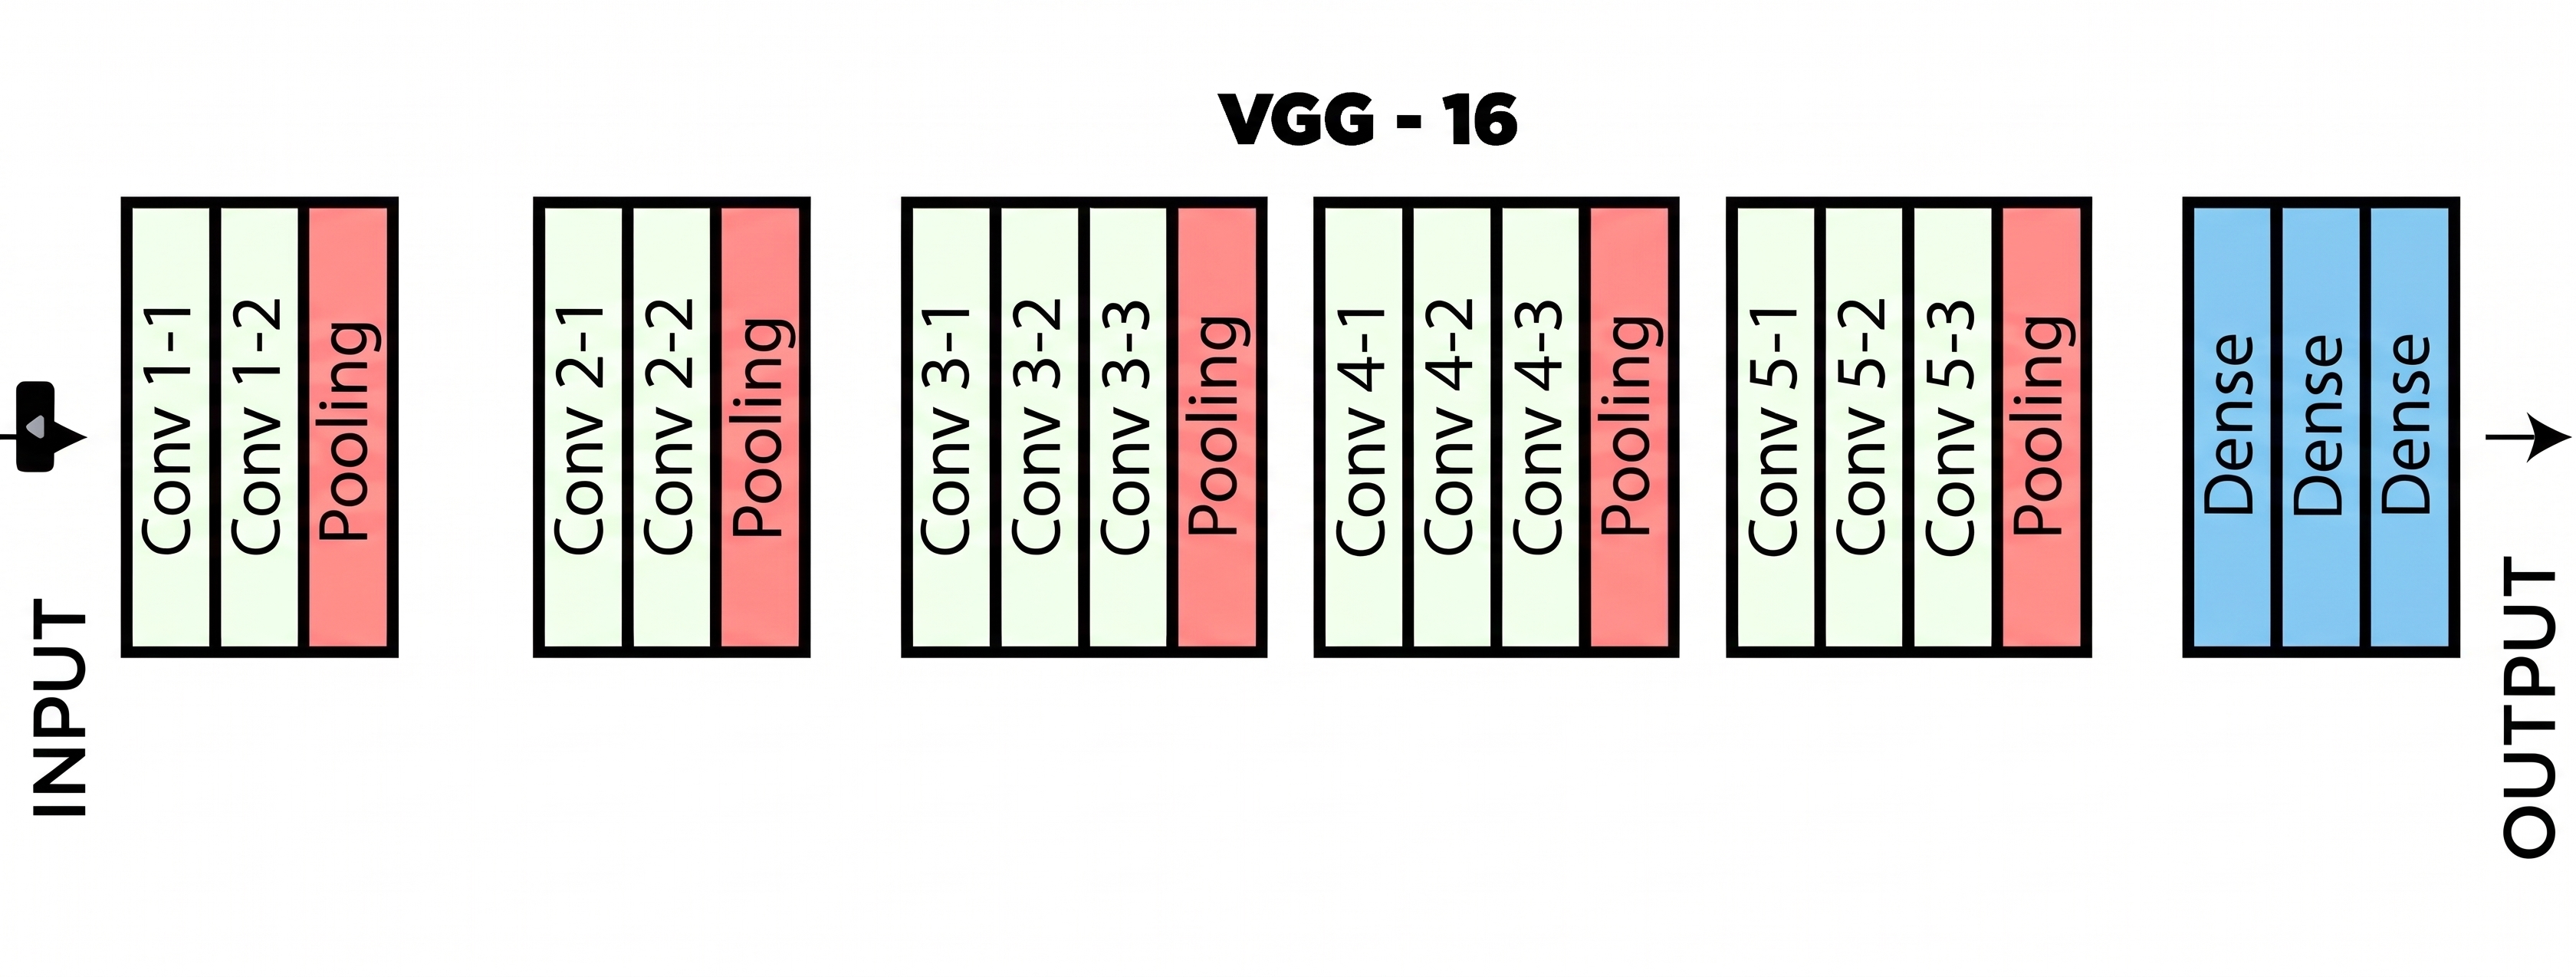 VGG - 16
INPUT
Conv 1-1
Conv 1-2
Pooling
Conv 2-1
Conv 2-2
Pooling
Conv 3-1
Conv 3-2
Conv 3-3
Pooling
Conv 4-1
Conv 4-2
Conv 4-3
Pooling
Conv 5-1
Conv 5-2
Conv 5-3
Pooling
Dense
Dense
Dense
OUTPUT